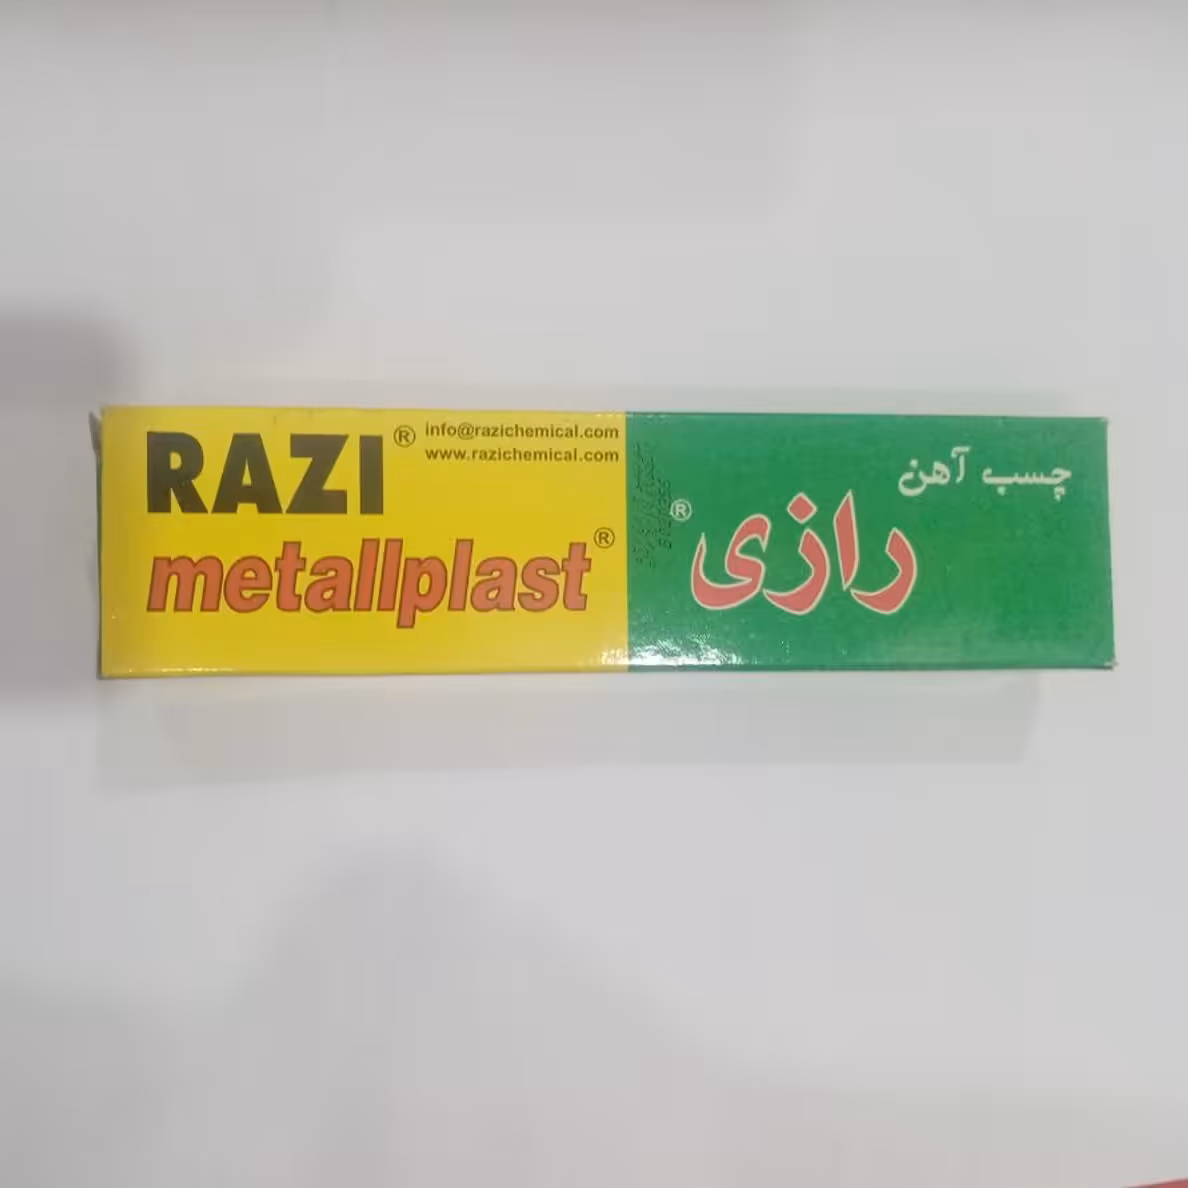 RAZI ®
info@razichemical.com
www.razichemical.com
metallplast ®
چسب آهن
رازی ®